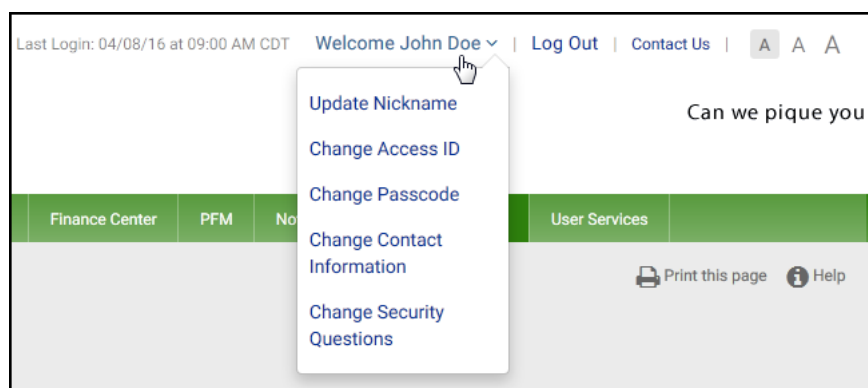 Last Login: 04/08/16 at 09:00 AM CDT Welcome John Doe | Log Out | Contact Us | A A A
Update Nickname
Can we pique you
Change Access ID
Change Passcode
Finance Center PFM No User Services
Change Contact
Information
Print this page Help
Change Security
Questions